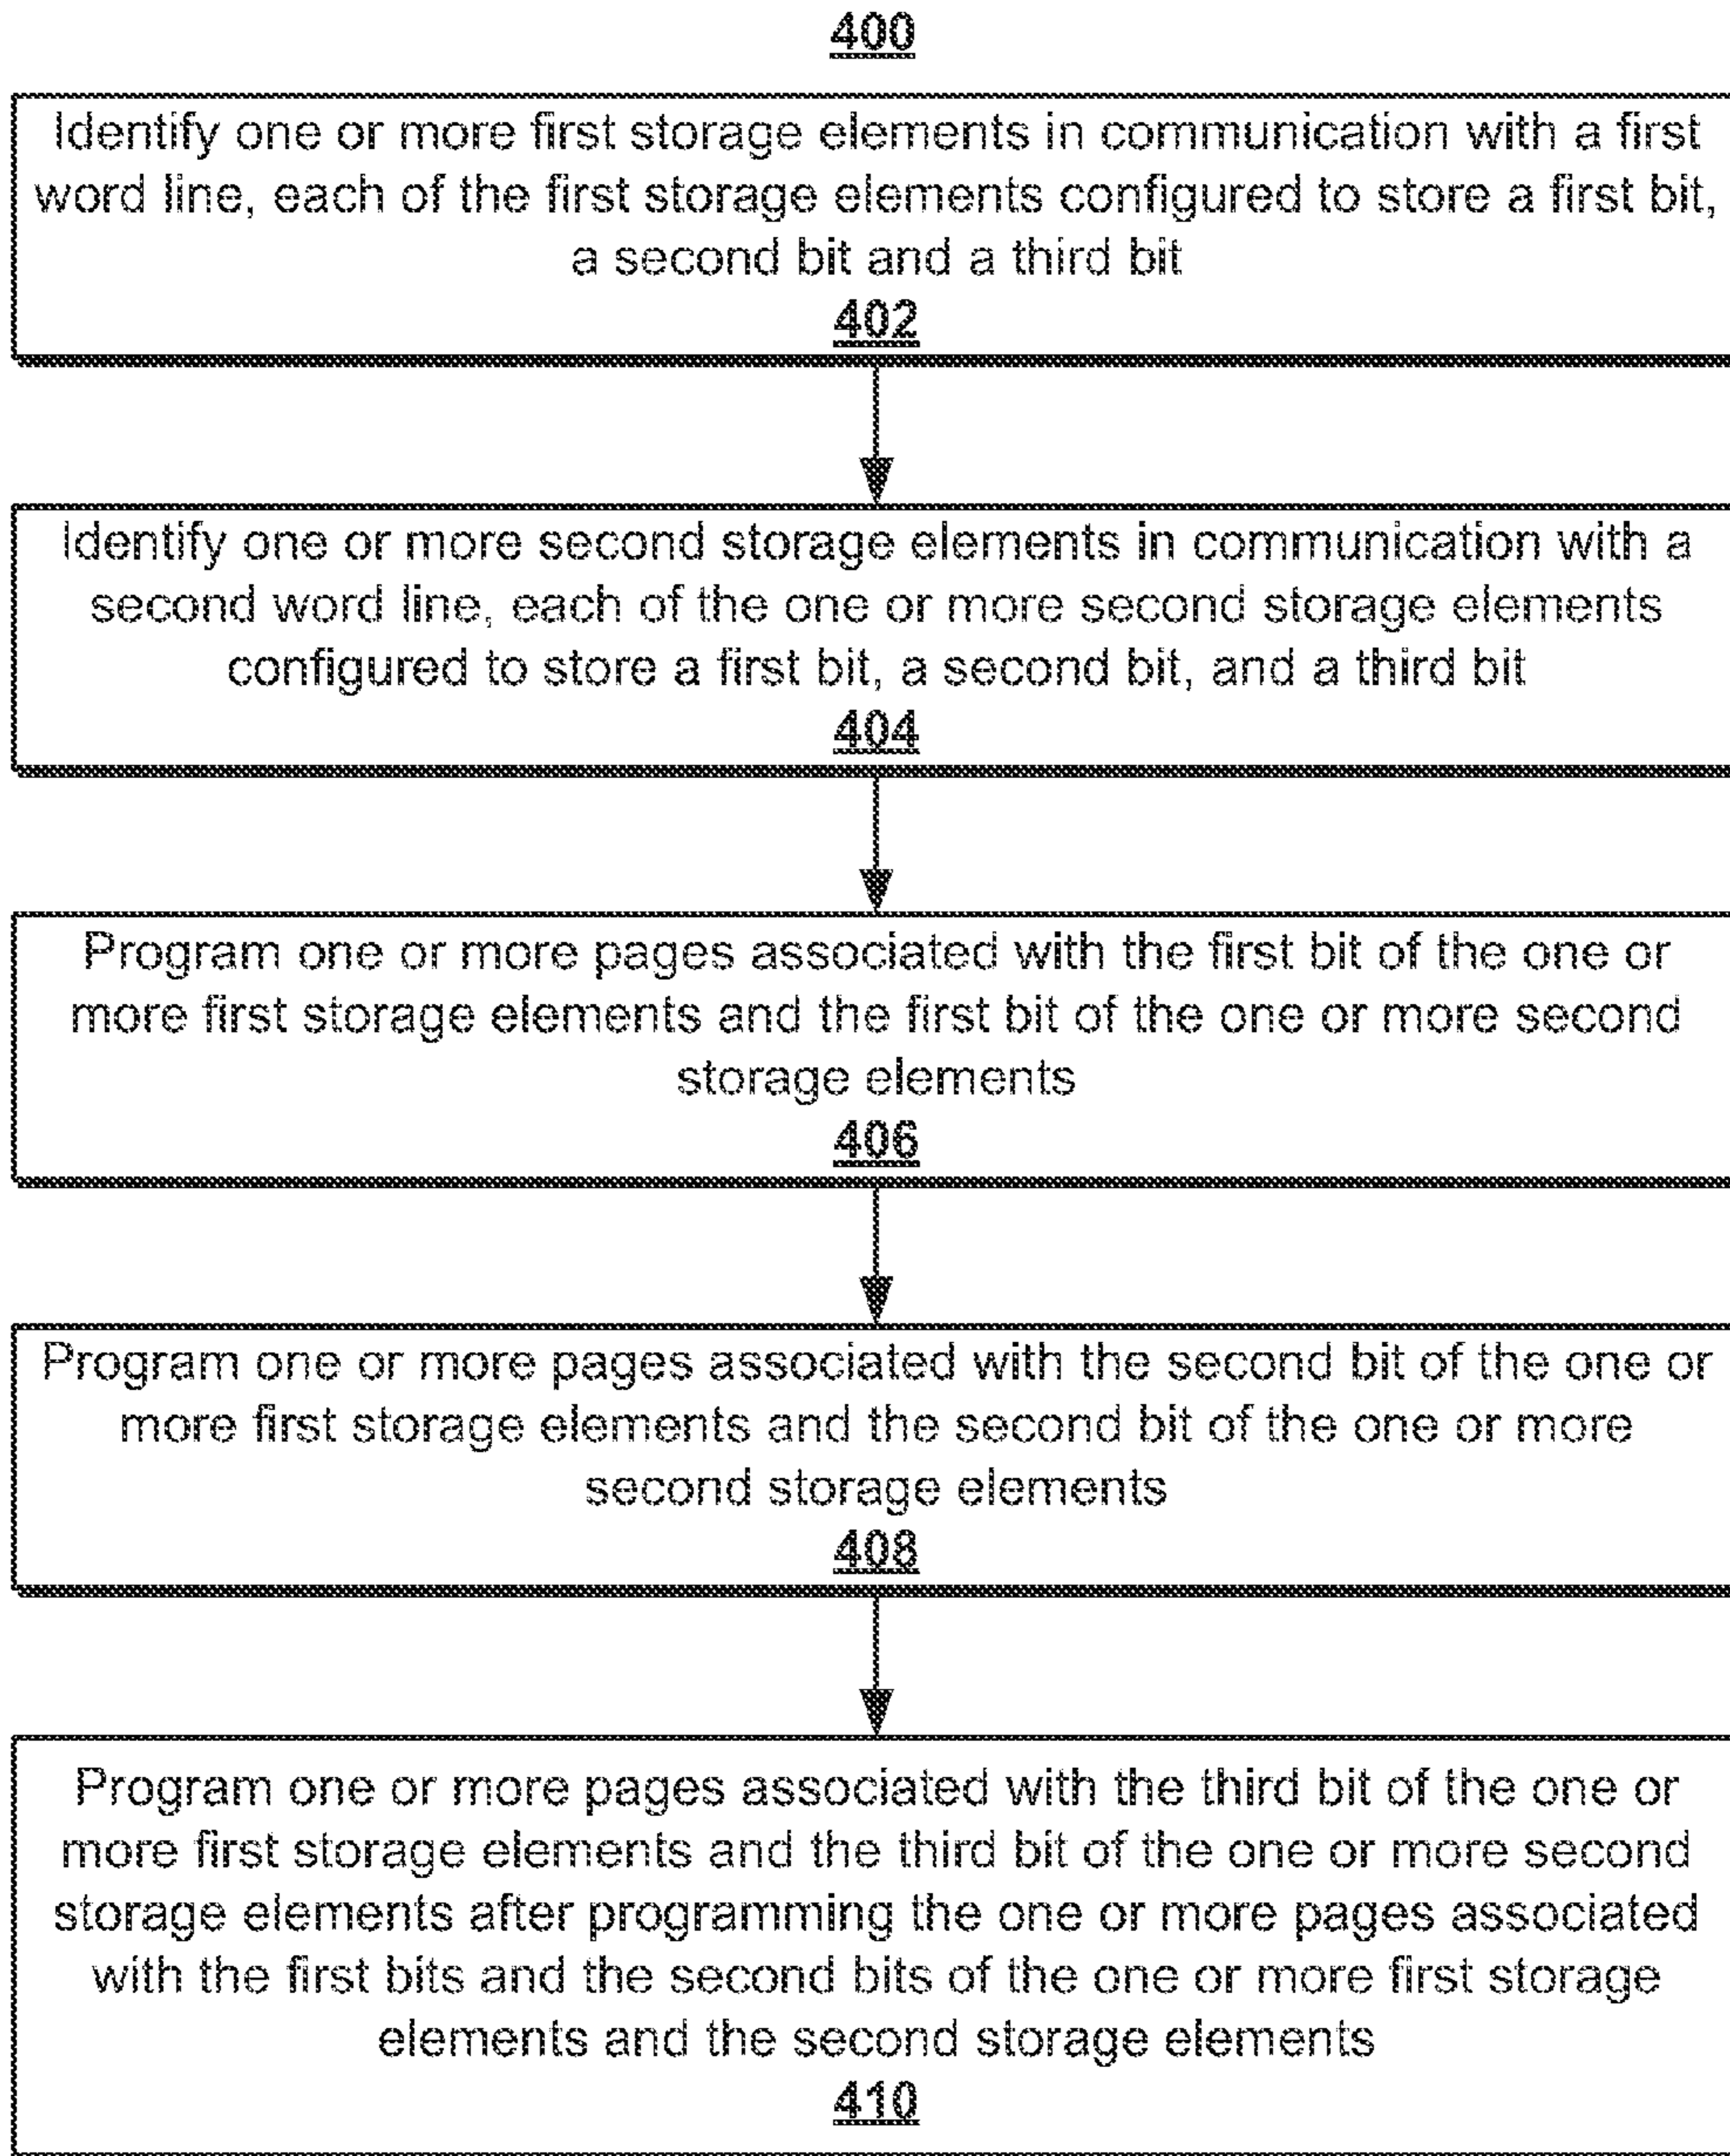 400
Identify one or more first storage elements in communication with a first
word line, each of the first storage elements configured to store a first bit,
a second bit and a third bit
402
Identify one or more second storage elements in communication with a
second word line, each of the one or more second storage elements
configured to store a first bit, a second bit, and a third bit
404
Program one or more pages associated with the first bit of the one or
more first storage elements and the first bit of the one or more second
storage elements
406
Program one or more pages associated with the second bit of the one or
more first storage elements and the second bit of the one or more
second storage elements
408
Program one or more pages associated with the third bit of the one or
more first storage elements and the third bit of the one or more second
storage elements after programming the one or more pages associated
with the first bits and the second bits of the one or more first storage
elements and the second storage elements
410